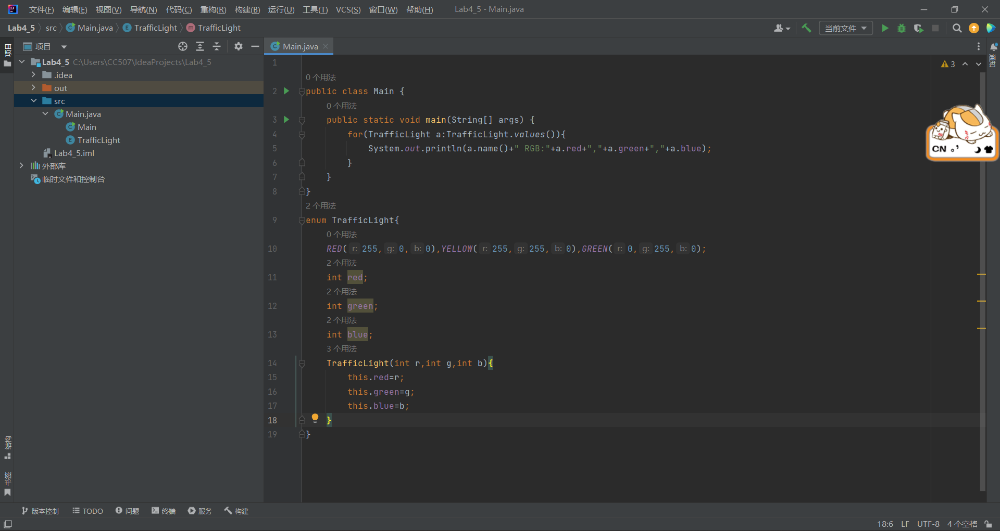 文件(F) 编辑(E) 视图(V) 导航(N) 代码(C) 重构(R) 构建(B) 运行(U) 工具(T) VCS(S) 窗口(W) 帮助(H) Lab4_5 - Main.java
Lab4_5 src Main.java TrafficLight TrafficLight 当前文件
项目
项目
Main.java
通知
Lab4_5 C:\Users\CC507\IdeaProjects\Lab4_5
.idea
out
src
Main.java
Main
TrafficLight
Lab4_5.iml
外部库
临时文件和控制台
3
1
0 个用法
2 public class Main {
0 个用法
3 public static void main(String[] args) {
4 for(TrafficLight a:TrafficLight.values()){
5 System.out.println(a.name()+" RGB:"+a.red+","+a.green+","+a.blue);
6 }
7 }
8 }
2 个用法
9 enum TrafficLight{
0 个用法
10 RED( r: 255, g: 0, b: 0),YELLOW( r: 255, g: 255, b: 0),GREEN( r: 0, g: 255, b: 0);
2 个用法
11 int red;
2 个用法
12 int green;
2 个用法
13 int blue;
3 个用法
14 TrafficLight(int r,int g,int b){
15 this.red=r;
16 this.green=g;
17 this.blue=b;
18 }
19 }
CN
结构
书签
版本控制 TODO 问题 终端 服务 构建
18:6 LF UTF-8 4 个空格